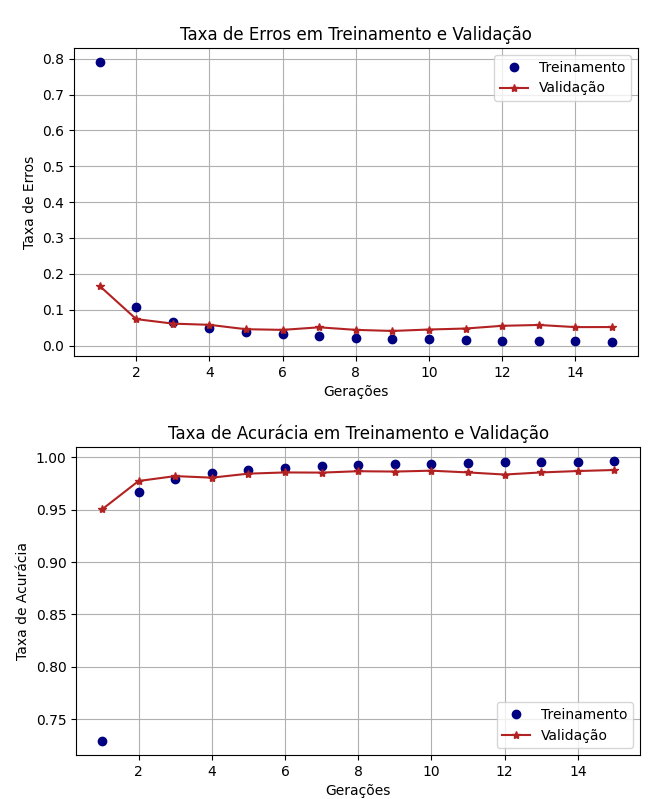 Taxa de Erros em Treinamento e Validação
0.8
0.7
0.6
0.5
0.4
0.3
0.2
0.1
0.0
Taxa de Erros
Treinamento
Validação
2 4 6 8 10 12 14
Gerações
Taxa de Acurácia em Treinamento e Validação
1.00
0.95
0.90
0.85
0.80
0.75
Taxa de Acurácia
Treinamento
Validação
2 4 6 8 10 12 14
Gerações